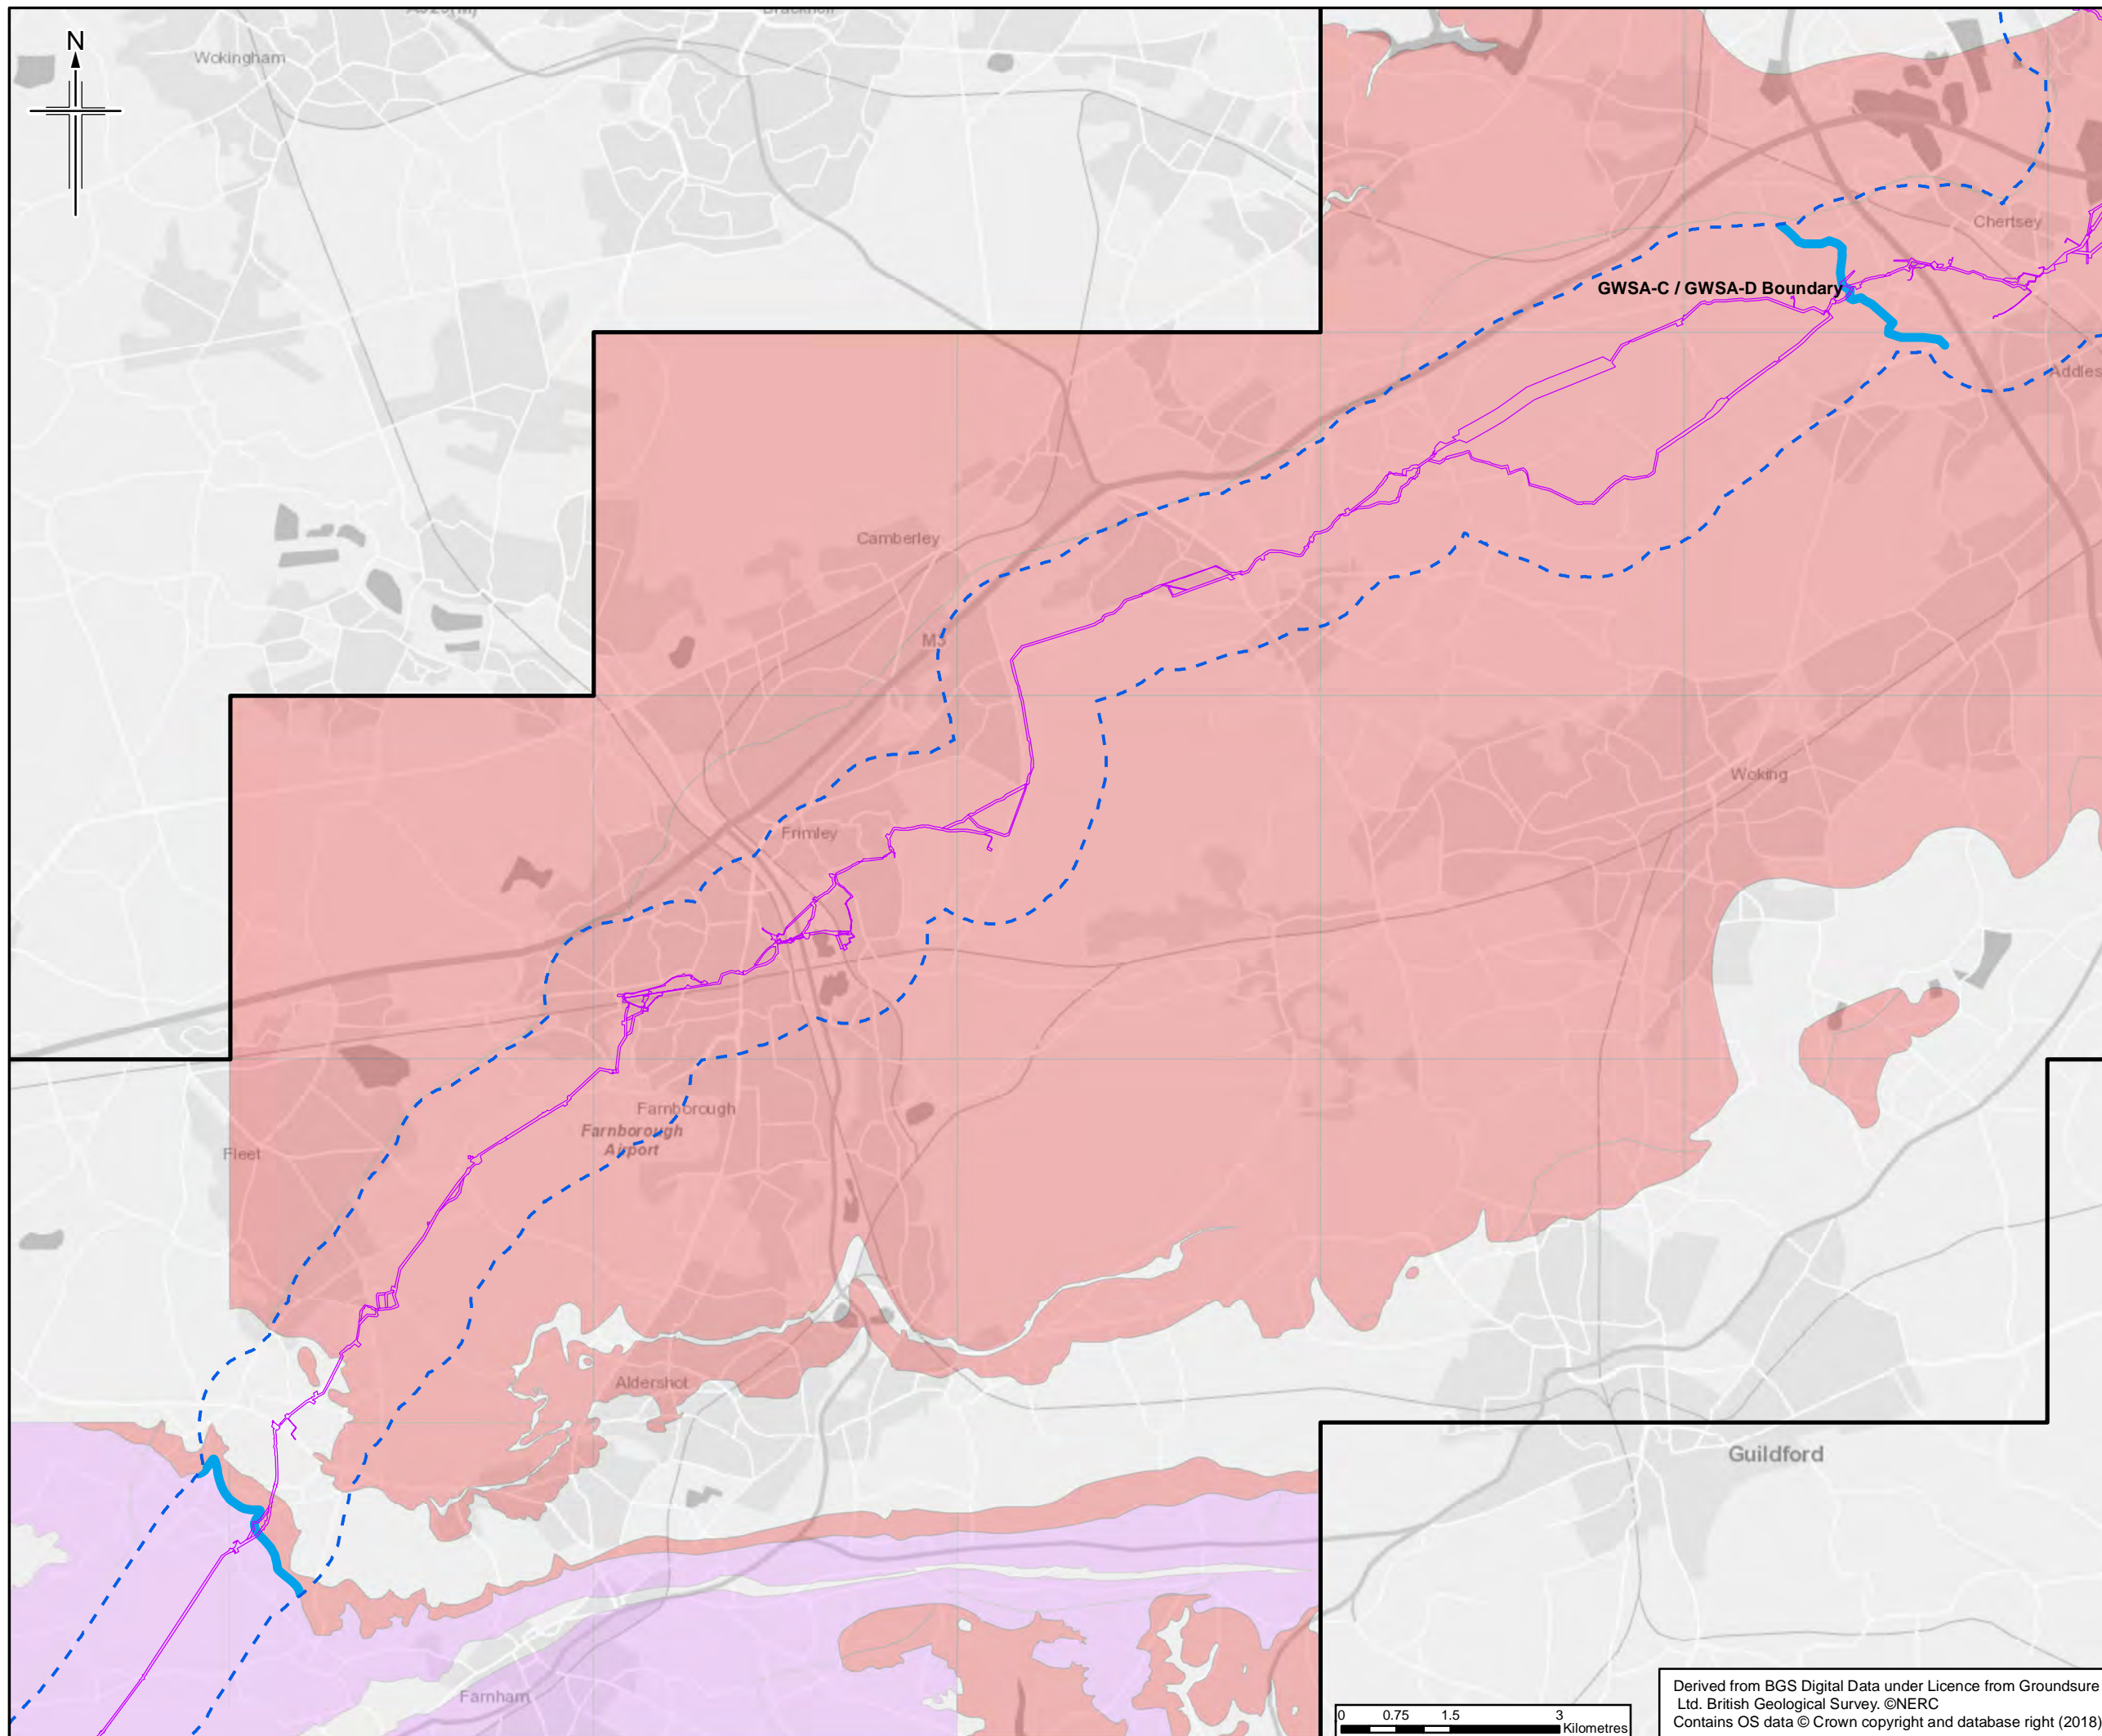 N
Wokingham
Chertsey
GWSA-C / GWSA-D Boundary
Addles
Camberley
M3
Woking
Frimley
Farnborough
Farnborough
Airport
Fleet
Aldershot
Guildford
Farnham
0 0.75 1.5 3
Kilometres
Derived from BGS Digital Data under Licence from Groundsure
Ltd. British Geological Survey. ©NERC
Contains OS data © Crown copyright and database right (2018)